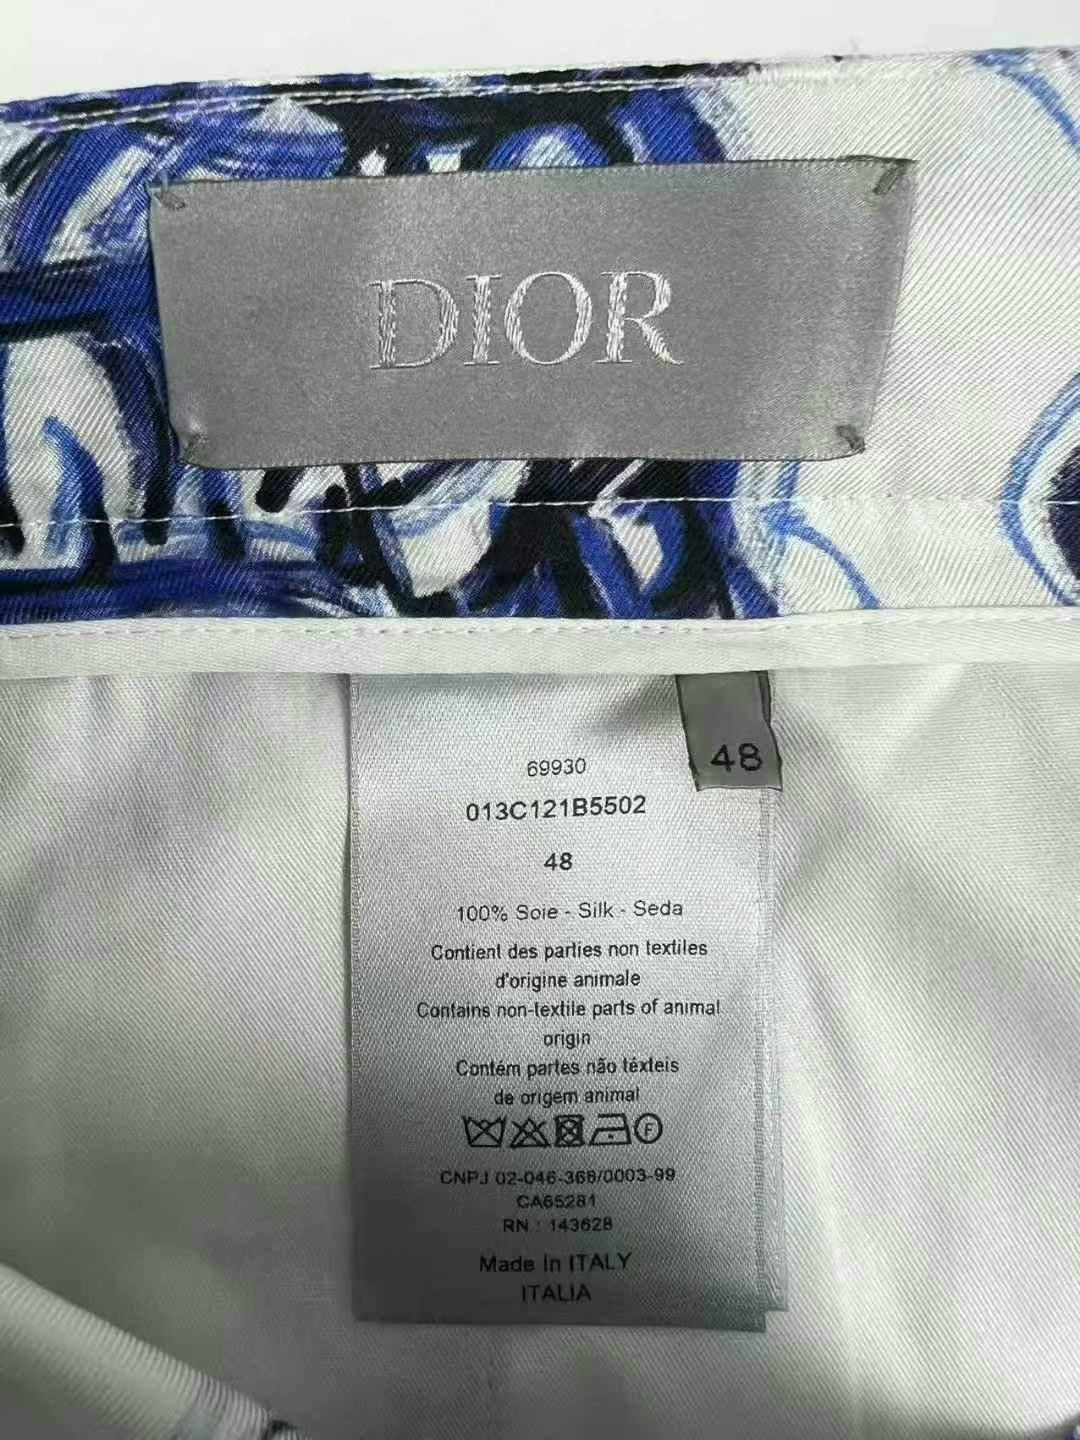 DIOR
48
69930
013C121B5502
48
100% Soie - Silk - Seda
Contient des parties non textiles
d'origine animale
Contains non-textile parts of animal
origin
Contém partes não têxteis
de origem animal
F
CNPJ 02-046-368/0003-99
CA65281
RN : 143628
Made In ITALY
ITALIA